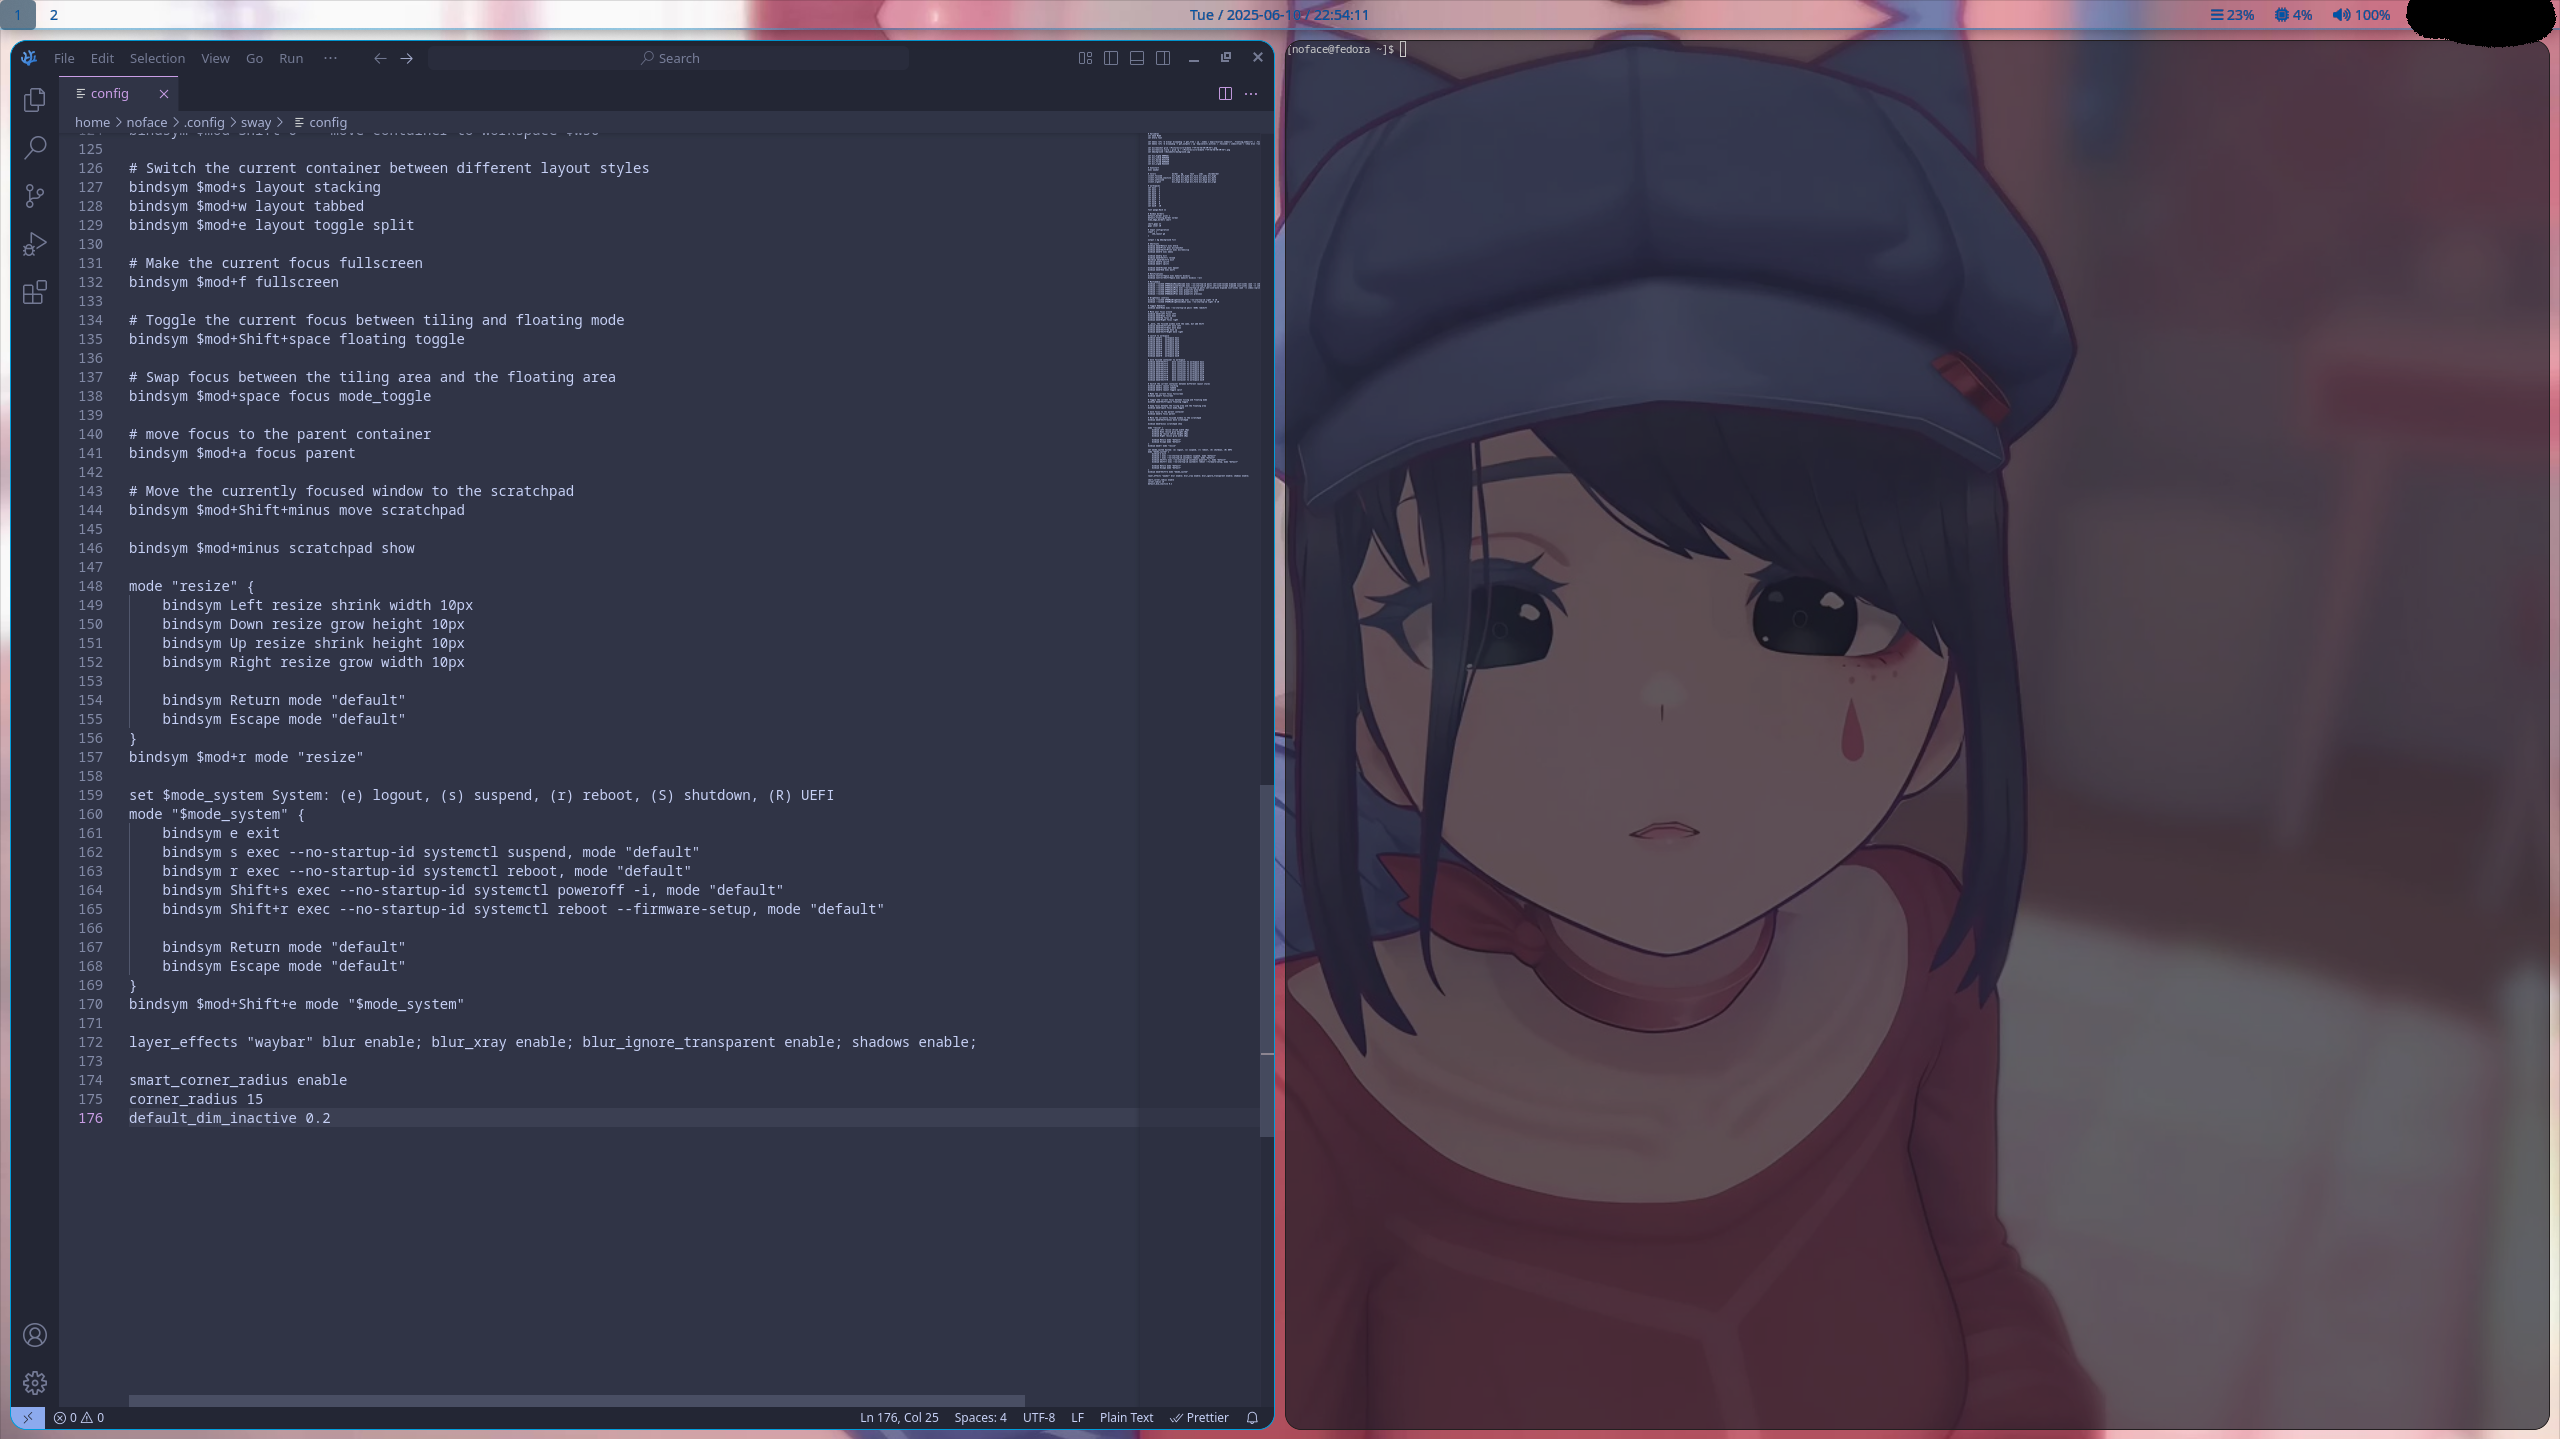 1 2 Tue / 2025-06-10 / 22:54:11 23% 4% 100%
File Edit Selection View Go Run ··· Search
config
home > noface > .config > sway > config
125
126 # Switch the current container between different layout styles
127 bindsym $mod+s layout stacking
128 bindsym $mod+w layout tabbed
129 bindsym $mod+e layout toggle split
130
131 # Make the current focus fullscreen
132 bindsym $mod+f fullscreen
133
134 # Toggle the current focus between tiling and floating mode
135 bindsym $mod+Shift+space floating toggle
136
137 # Swap focus between the tiling area and the floating area
138 bindsym $mod+space focus mode_toggle
139
140 # move focus to the parent container
141 bindsym $mod+a focus parent
142
143 # Move the currently focused window to the scratchpad
144 bindsym $mod+Shift+minus move scratchpad
145
146 bindsym $mod+minus scratchpad show
147
148 mode "resize" {
149     bindsym Left resize shrink width 10px
150     bindsym Down resize grow height 10px
151     bindsym Up resize shrink height 10px
152     bindsym Right resize grow width 10px
153
154     bindsym Return mode "default"
155     bindsym Escape mode "default"
156 }
157 bindsym $mod+r mode "resize"
158
159 set $mode_system System: (e) logout, (s) suspend, (r) reboot, (S) shutdown, (R) UEFI
160 mode "$mode_system" {
161     bindsym e exit
162     bindsym s exec --no-startup-id systemctl suspend, mode "default"
163     bindsym r exec --no-startup-id systemctl reboot, mode "default"
164     bindsym Shift+s exec --no-startup-id systemctl poweroff -i, mode "default"
165     bindsym Shift+r exec --no-startup-id systemctl reboot --firmware-setup, mode "default"
166
167     bindsym Return mode "default"
168     bindsym Escape mode "default"
169 }
170 bindsym $mod+Shift+e mode "$mode_system"
171
172 layer_effects "waybar" blur enable; blur_xray enable; blur_ignore_transparent enable; shadows enable;
173
174 smart_corner_radius enable
175 corner_radius 15
176 default_dim_inactive 0.2
0 0 Ln 176, Col 25 Spaces: 4 UTF-8 LF Plain Text Prettier
[noface@fedora ~]$